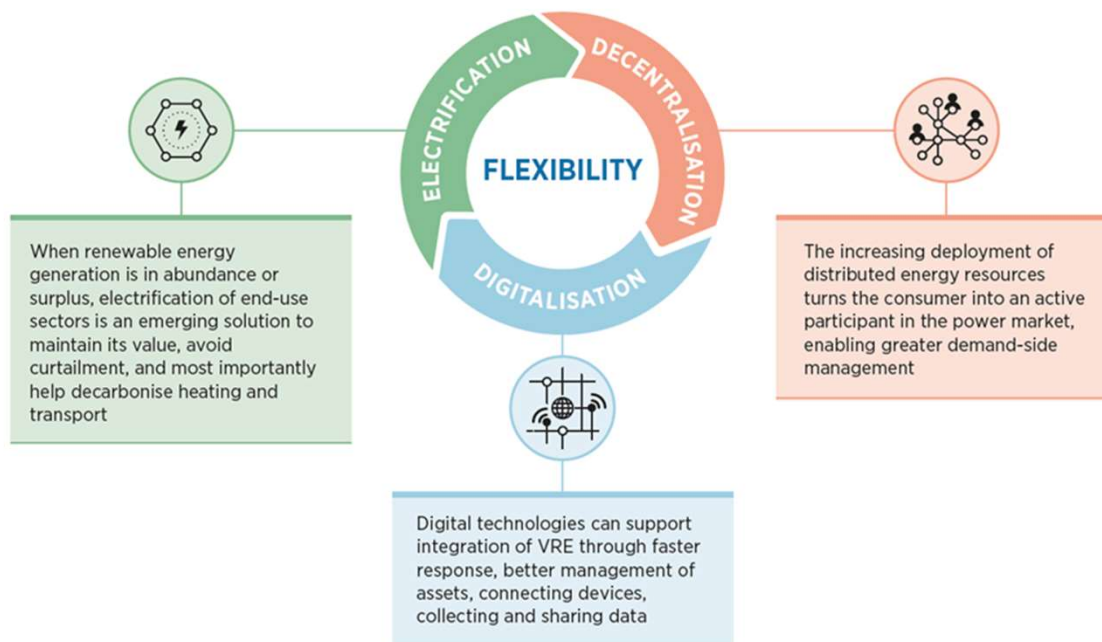 ELECTRIFICATION
DECENTRALISATION
FLEXIBILITY
DIGITALISATION
When renewable energy
generation is in abundance or
surplus, electrification of end-use
sectors is an emerging solution to
maintain its value, avoid
curtailment, and most importantly
help decarbonise heating and
transport
The increasing deployment of
distributed energy resources
turns the consumer into an active
participant in the power market,
enabling greater demand-side
management
Digital technologies can support
integration of VRE through faster
response, better management of
assets, connecting devices,
collecting and sharing data